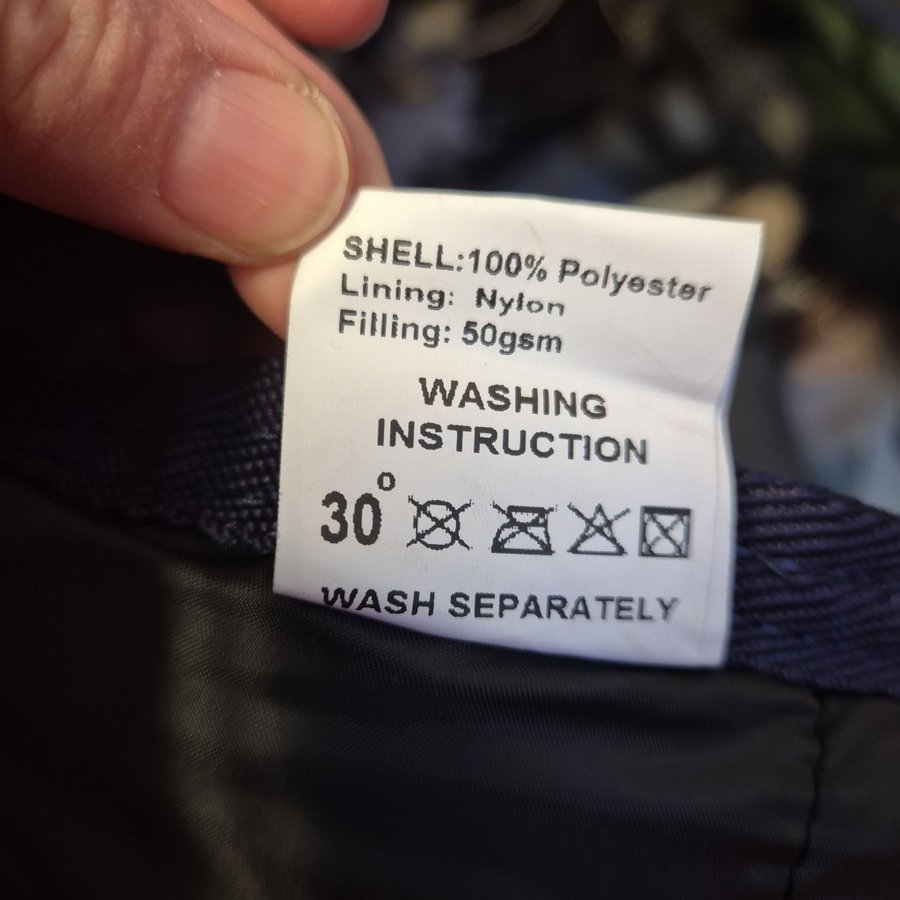 SHELL:100% Polyester
Lining: Nylon
Filling: 50gsm
WASHING
INSTRUCTION
30°
WASH SEPARATELY